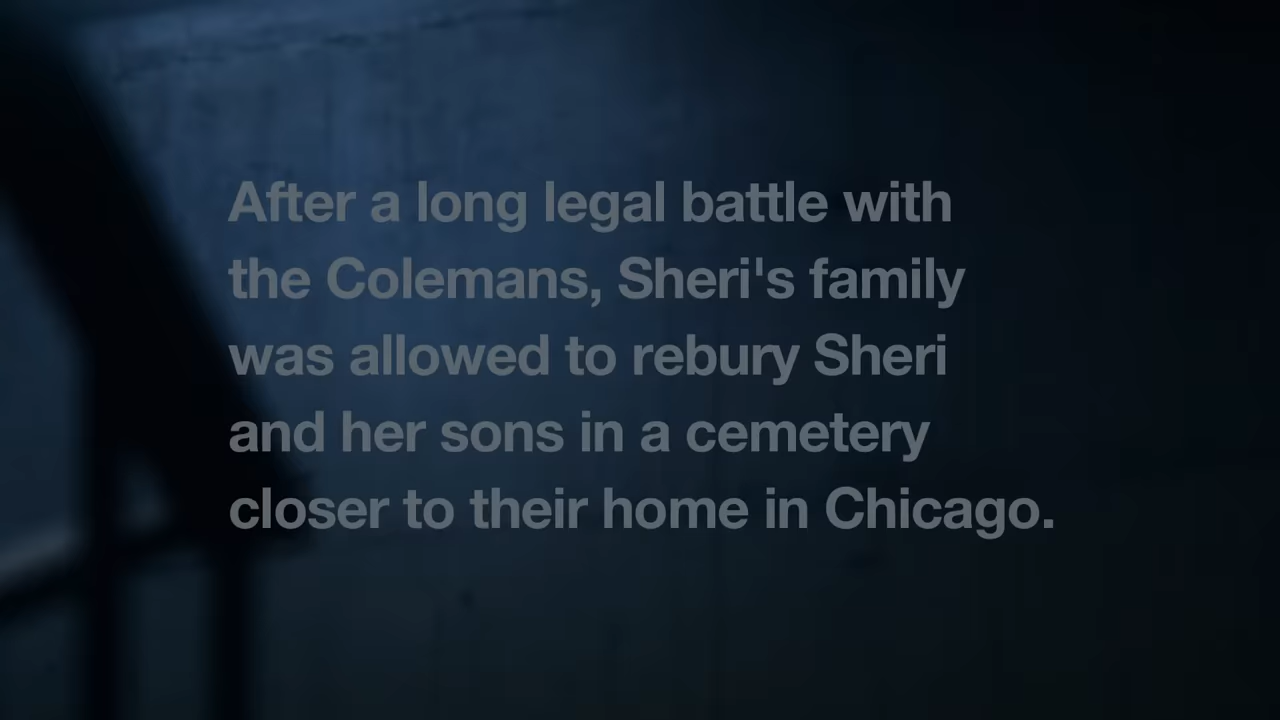 After a long legal battle with
the Colemans, Sheri's family
was allowed to rebury Sheri
and her sons in a cemetery
closer to their home in Chicago.